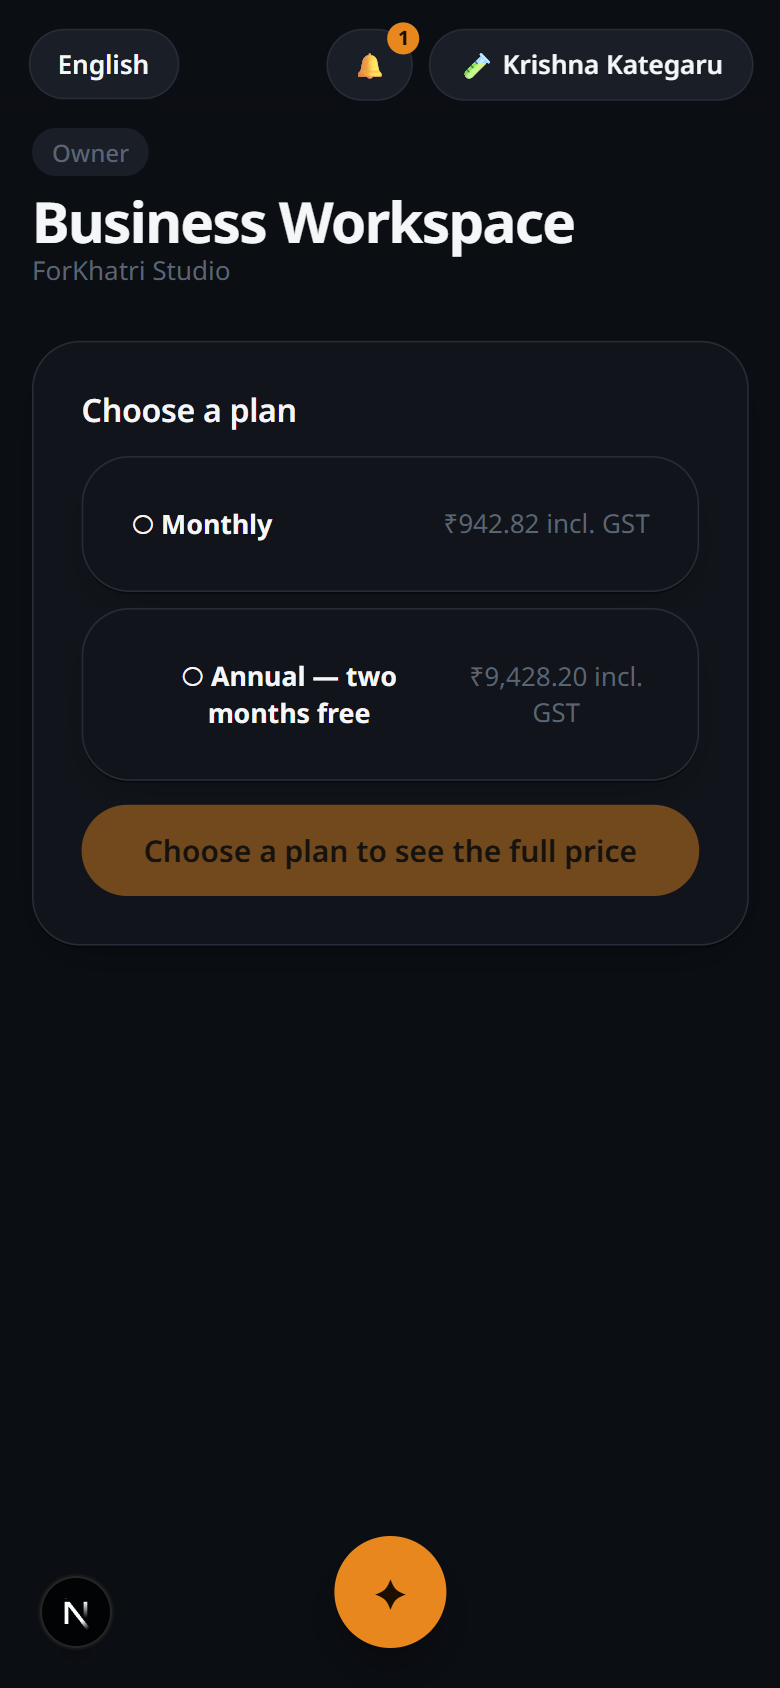 English
1
Krishna Kategaru
Owner
Business Workspace
ForKhatri Studio
Choose a plan
Monthly ₹942.82 incl. GST
Annual — two ₹9,428.20 incl.
months free GST
Choose a plan to see the full price
N